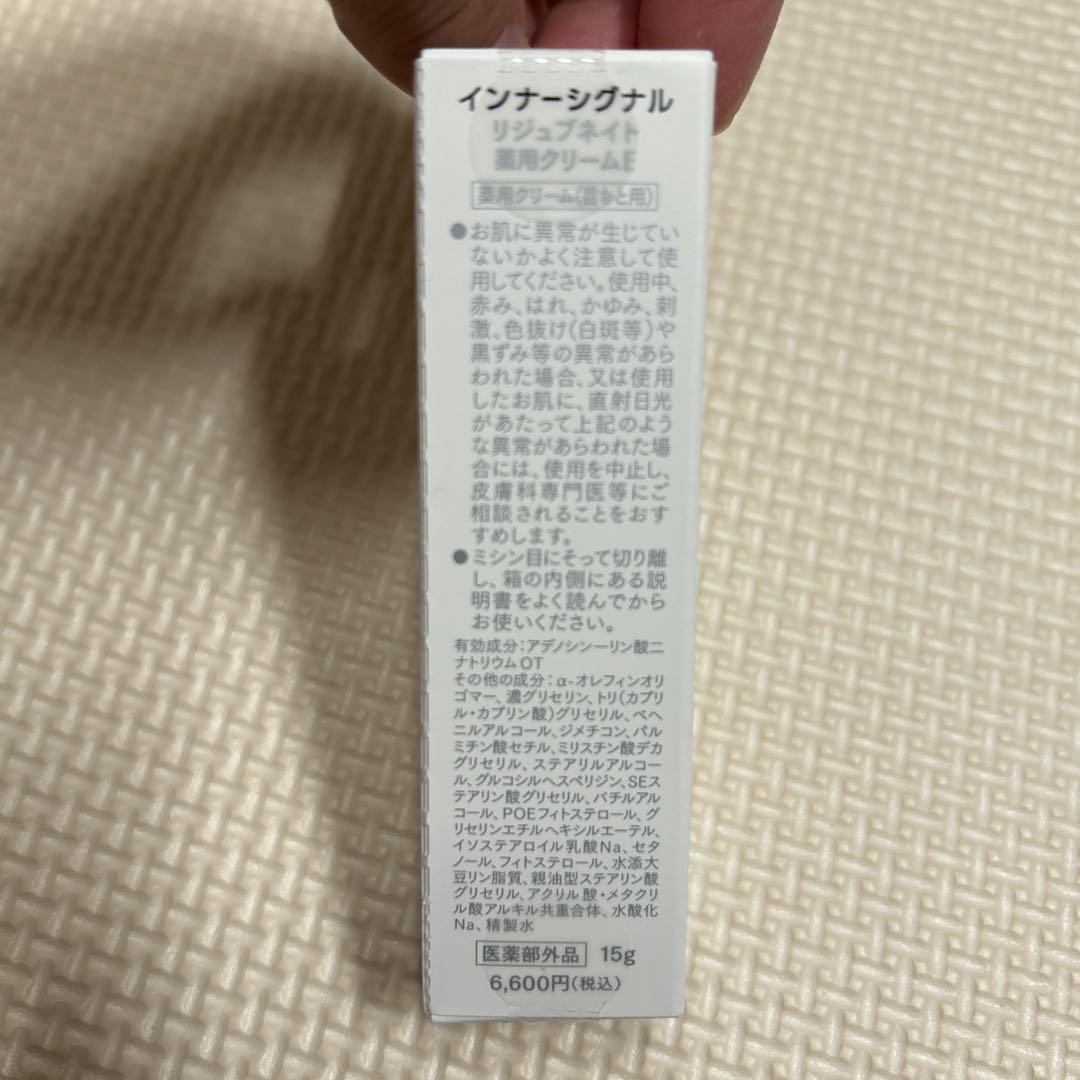 インナーシグナル
リジュブネイト
薬用クリームE
薬用クリーム(目もと用)
●お肌に異常が生じてい
ないかよく注意して使
用してください。使用中、
赤み、はれ、かゆみ、刺
激、色抜け(白斑等)や
黒ずみ等の異常があら
われた場合、又は使用
したお肌に、直射日光
があたって上記のよう
な異常があらわれた場
合には、使用を中止し、
皮膚科専門医等にご
相談されることをおす
すめします。
●ミシン目にそって切り離
し、箱の内側にある説
明書をよく読んでから
お使いください。
有効成分：アデノシン一リン酸二
ナトリウムOT
その他の成分：α-オレフィンオリ
ゴマー、濃グリセリン、トリ(カプリ
ル・カプリン酸)グリセリル、ベヘ
ニルアルコール、ジメチコン、パル
ミチン酸セチル、ミリスチン酸デカ
グリセリル、ステアリルアルコー
ル、グルコシルヘスペリジン、SEス
テアリン酸グリセリル、バチルアル
コール、POEフィトステロール、グ
リセリンエチルヘキシルエーテル、
イソステアロイル乳酸Na、セタ
ノール、フィトステロール、水添大
豆リン脂質、親油型ステアリン酸
グリセリル、アクリル酸・メタクリ
ル酸アルキル共重合体、水酸化
Na、精製水
医薬部外品 15g
6,600円(税込)